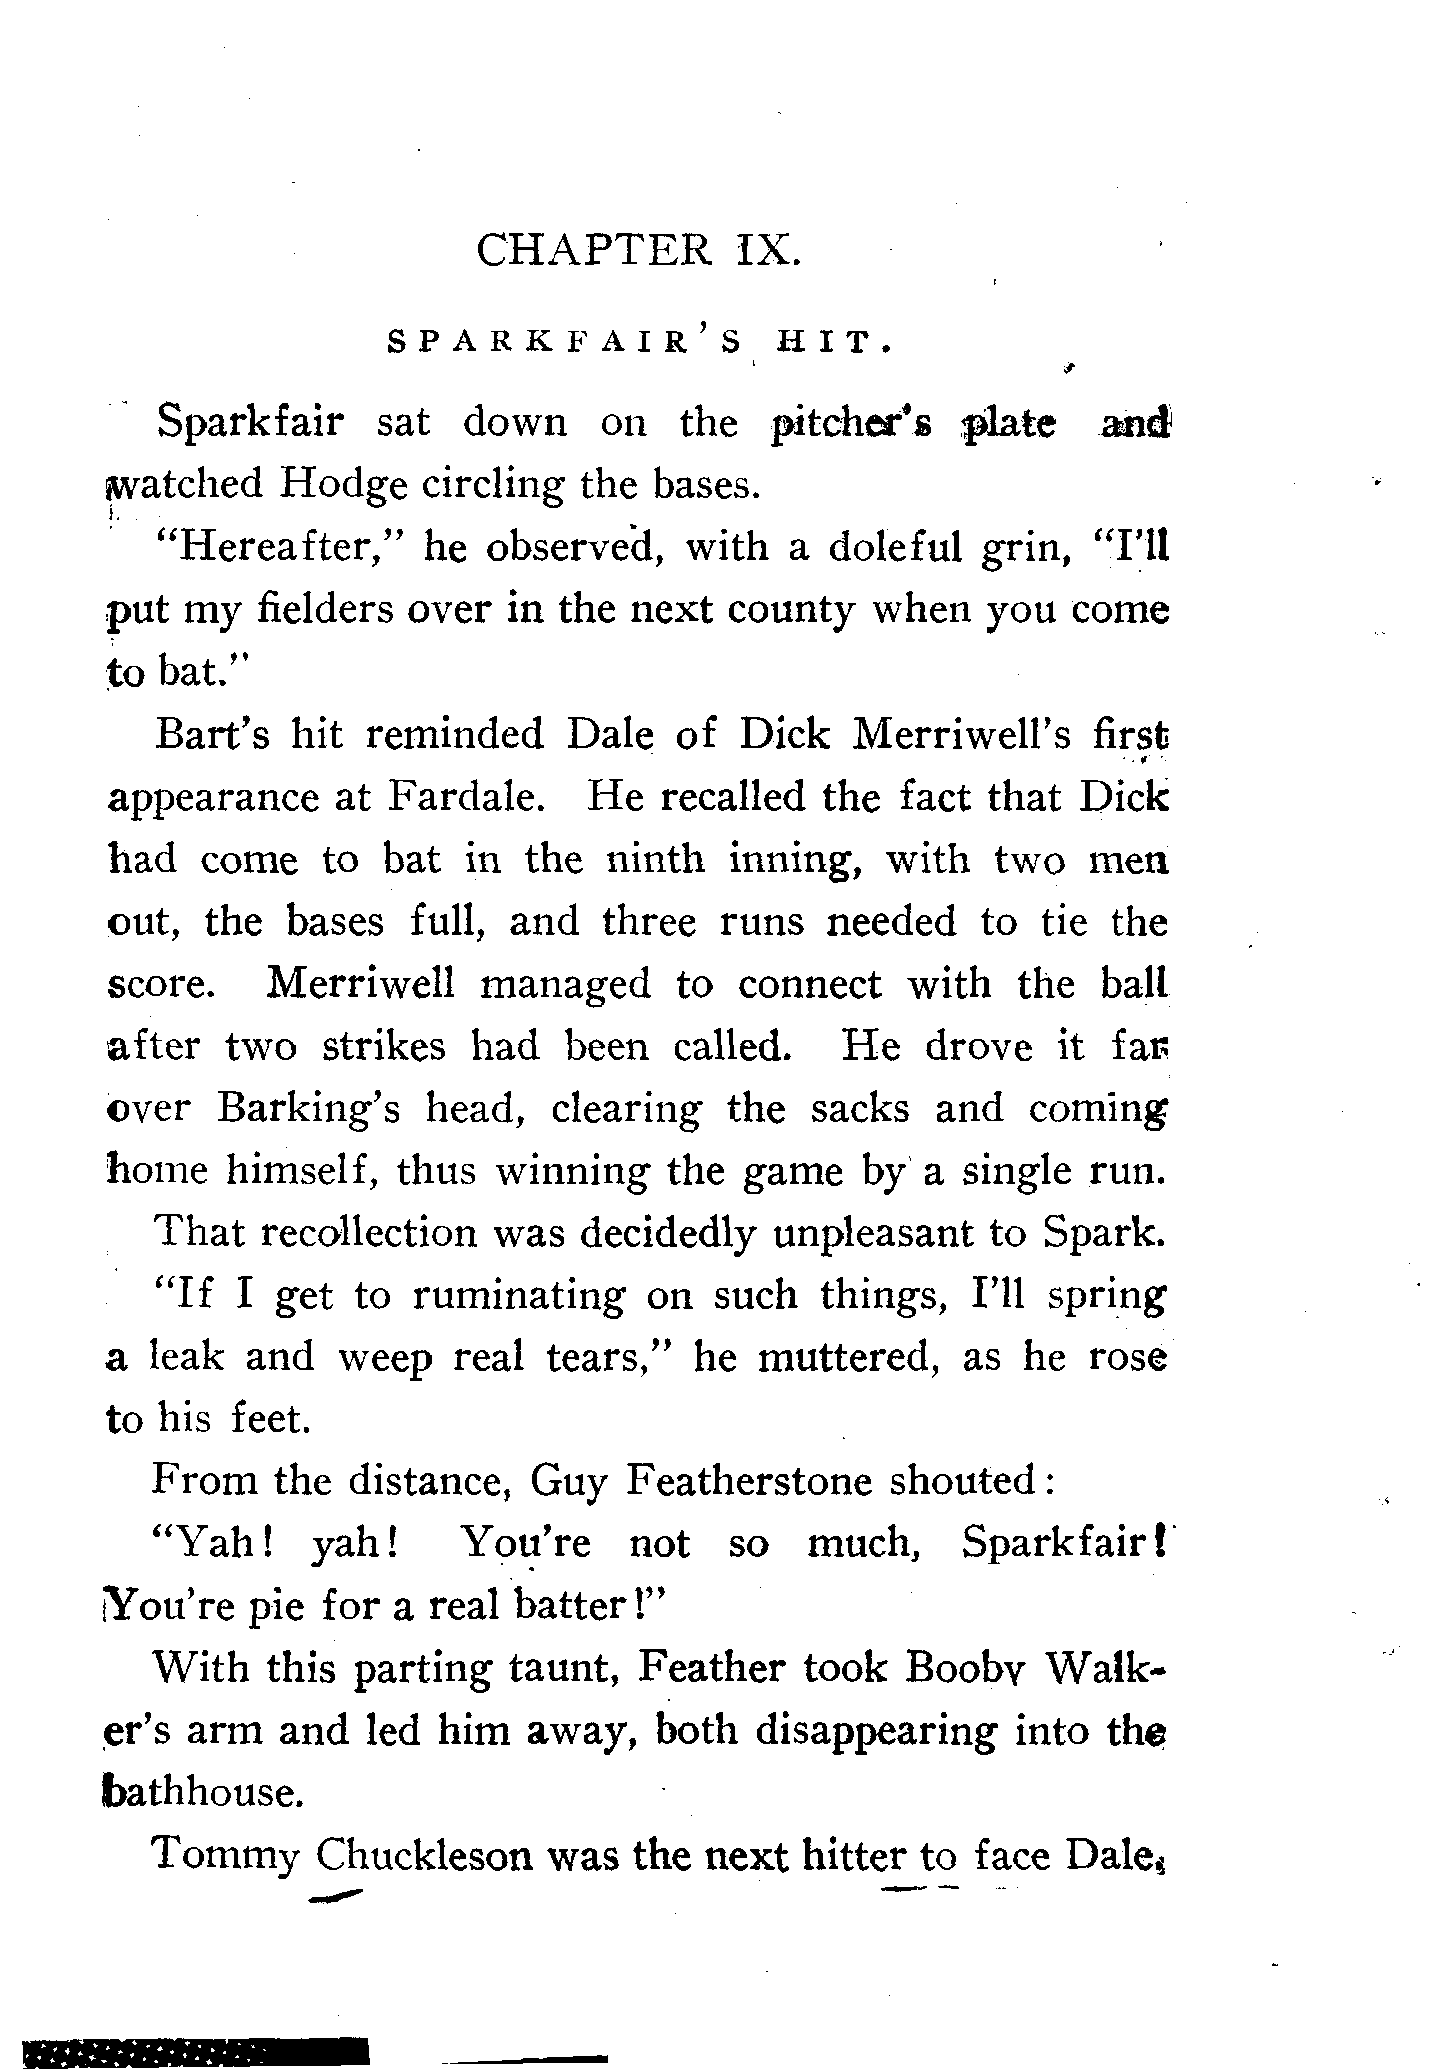 CHAPTER IX.
SPARKFAIR'S HIT.
Sparkfair sat down on the pitcher's plate and
watched Hodge circling the bases.
“Hereafter,” he observed, with a doleful grin, “I'll
put my fielders over in the next county when you come
to bat.”
Bart's hit reminded Dale of Dick Merriwell's first
appearance at Fardale. He recalled the fact that Dick
had come to bat in the ninth inning, with two men
out, the bases full, and three runs needed to tie the
score. Merriwell managed to connect with the ball
after two strikes had been called. He drove it far
over Barking's head, clearing the sacks and coming
home himself, thus winning the game by a single run.
That recollection was decidedly unpleasant to Spark.
“If I get to ruminating on such things, I'll spring
a leak and weep real tears,” he muttered, as he rose
to his feet.
From the distance, Guy Featherstone shouted:
“Yah! yah! You're not so much, Sparkfair!
You're pie for a real batter!”
With this parting taunt, Feather took Booby Walk-
er's arm and led him away, both disappearing into the
bathhouse.
Tommy Chuckleson was the next hitter to face Dale,